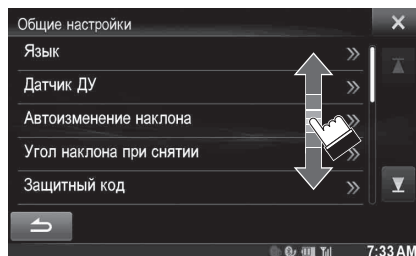 Общие настройки
Язык
Датчик ДУ
Автоизменение наклона
Угол наклона при снятии
Защитный код
7:33 AM